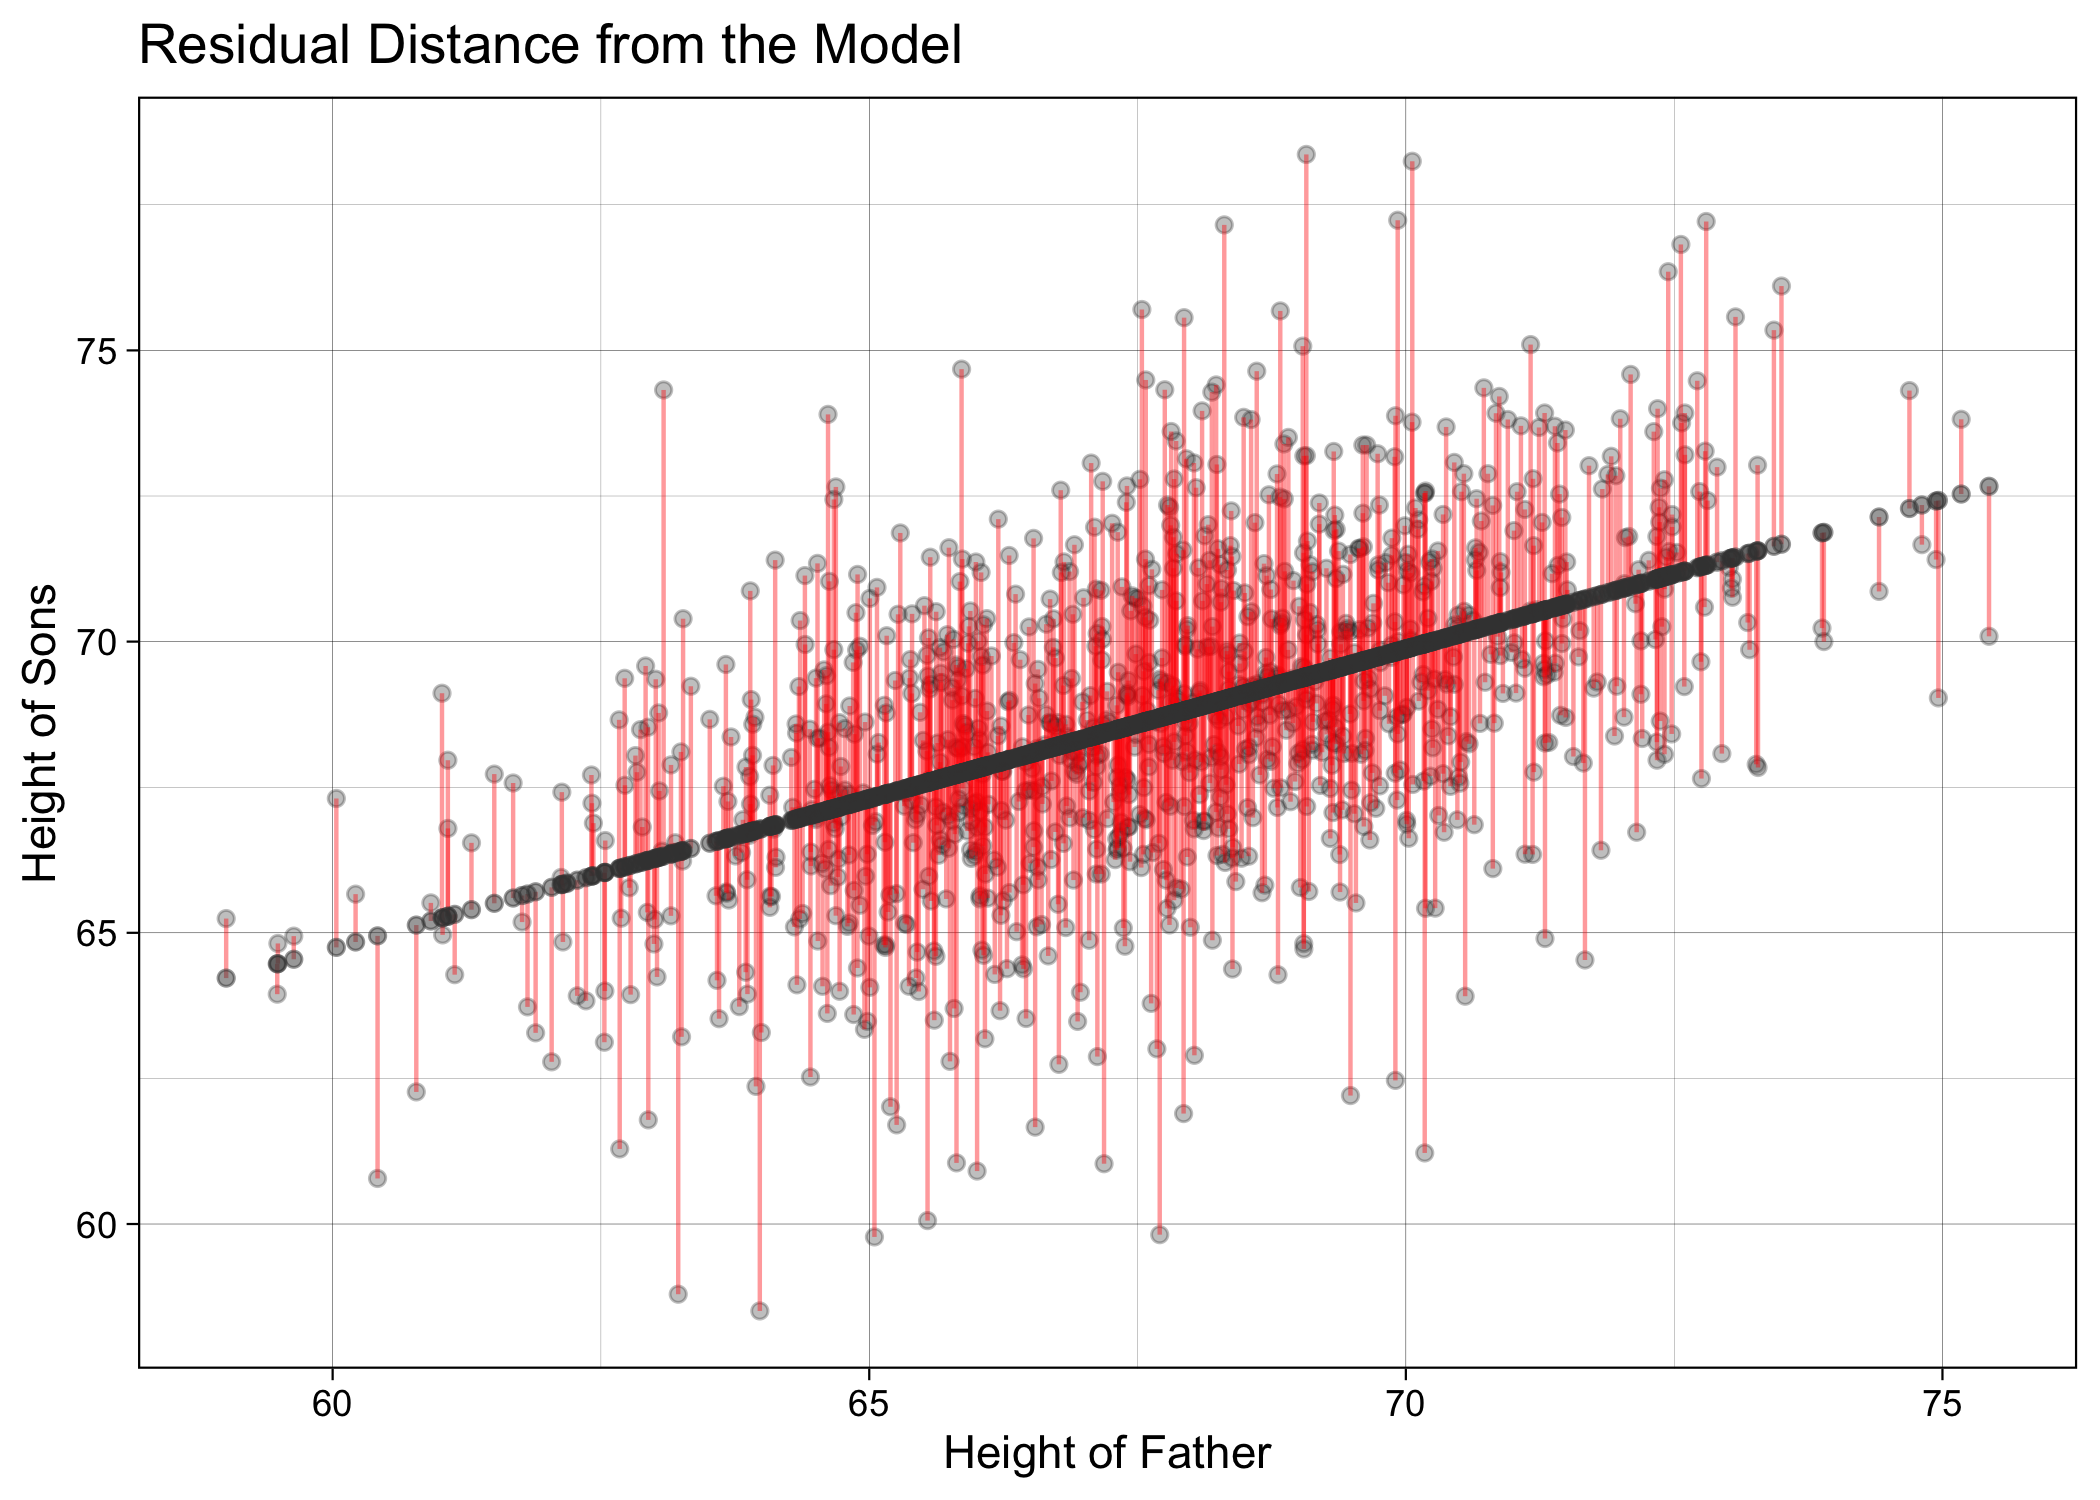 Residual Distance from the Model
75
70
65
60
Height of Sons
60 65 70 75
Height of Father